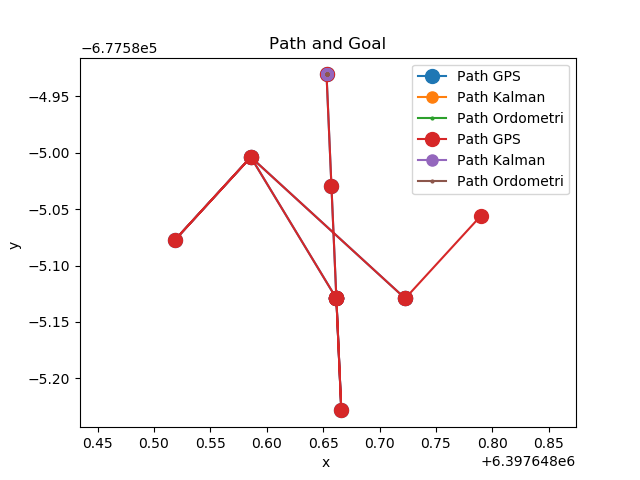 −6.7758e5
Path and Goal
Path GPS
Path Kalman
Path Ordometri
Path GPS
Path Kalman
Path Ordometri
−4.95
−5.00
−5.05
−5.10
−5.15
−5.20
y
0.45 0.50 0.55 0.60 0.65 0.70 0.75 0.80 0.85
x
+6.397648e6